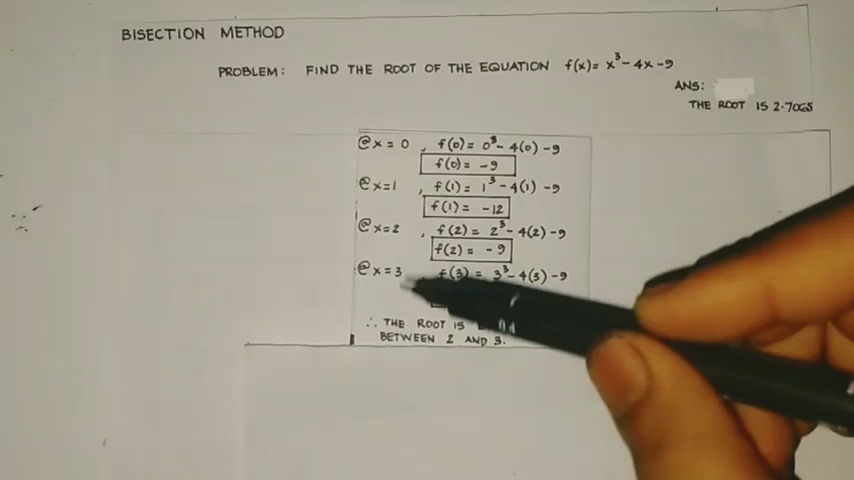 BISECTION METHOD
PROBLEM: FIND THE ROOT OF THE EQUATION f(x)= x³-4x-9
ANS:
THE ROOT IS 2.7065
@x = 0 , f(0) = 0³- 4(0) -9
f(0) = -9
@x=1 , f(1) = 1³-4(1) -9
f(1) = -12
@x=2 , f(2) = 2³-4(2)-9
f(2) = -9
@x=3 f(3) = 3³-4(3)-9
∴ THE ROOT IS
BETWEEN 2 AND 3.